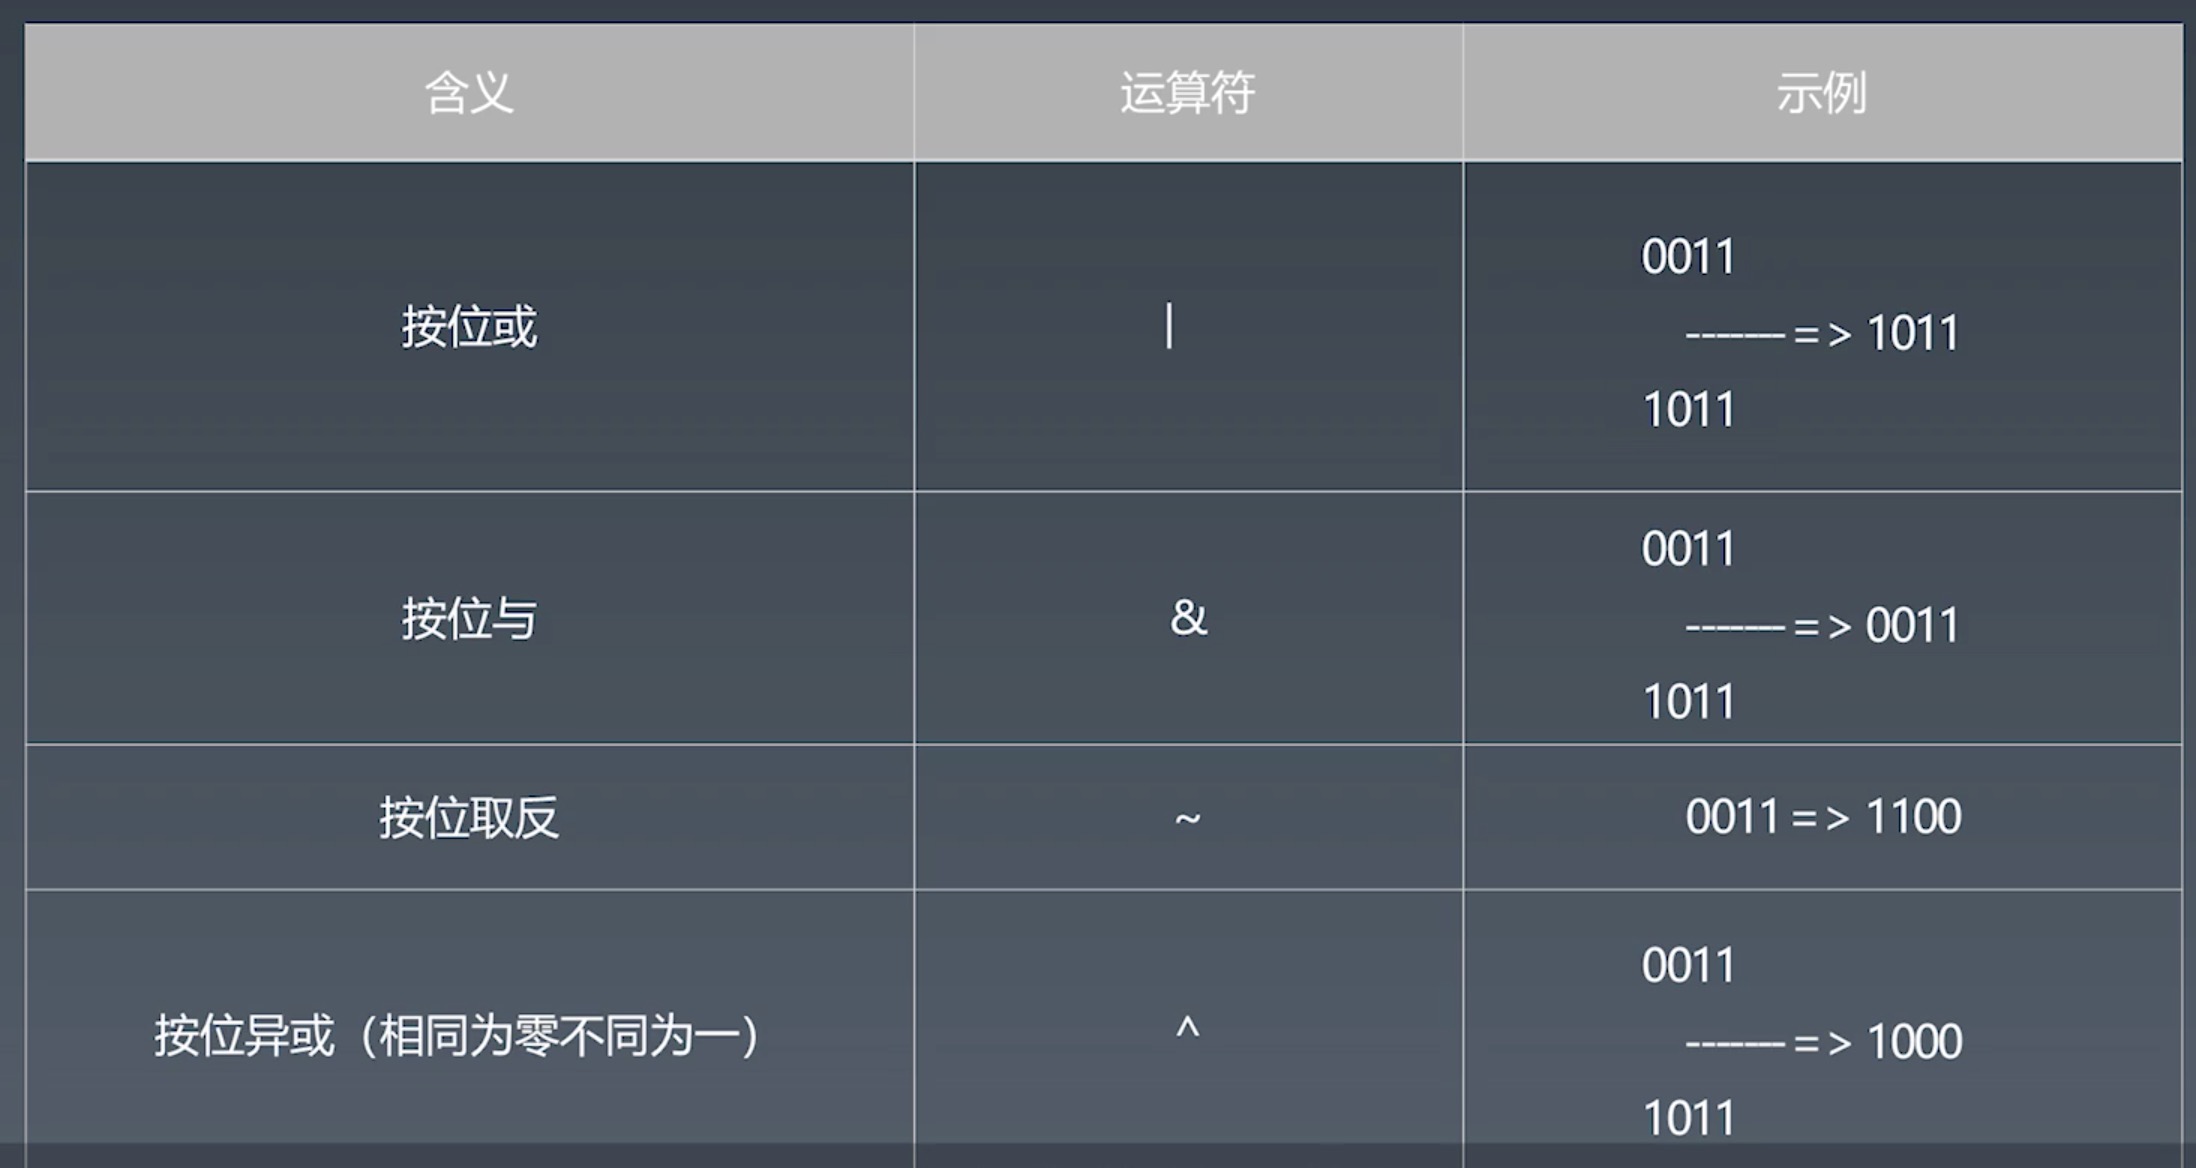 含义 运算符 示例
0011
按位或 | ------- = > 1011
1011
0011
按位与 & ------- = > 0011
1011
按位取反 ~ 0011 = > 1100
0011
按位异或（相同为零不同为一） ^ ------- = > 1000
1011